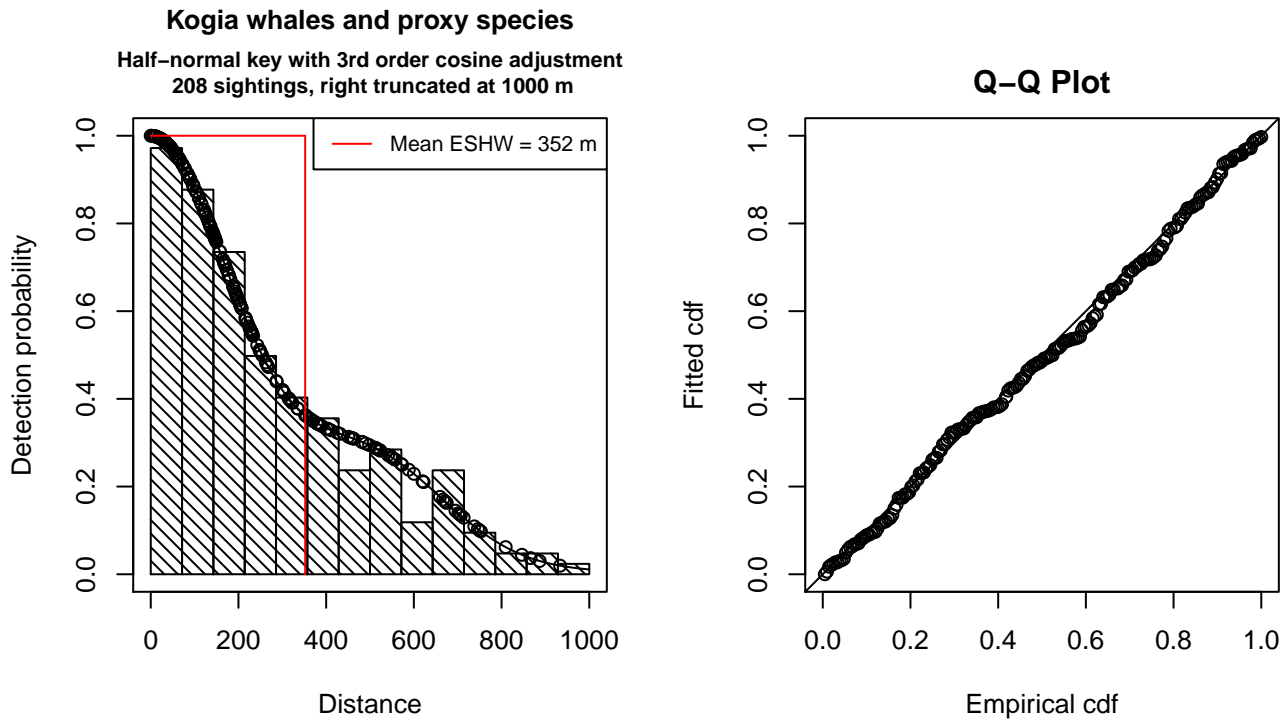 Kogia whales and proxy species
Half−normal key with 3rd order cosine adjustment
208 sightings, right truncated at 1000 m
Mean ESHW = 352 m
Detection probability
0.0 0.2 0.4 0.6 0.8 1.0
0 200 400 600 800 1000
Distance
Q−Q Plot
Fitted cdf
0.0 0.2 0.4 0.6 0.8 1.0
0.0 0.2 0.4 0.6 0.8 1.0
Empirical cdf